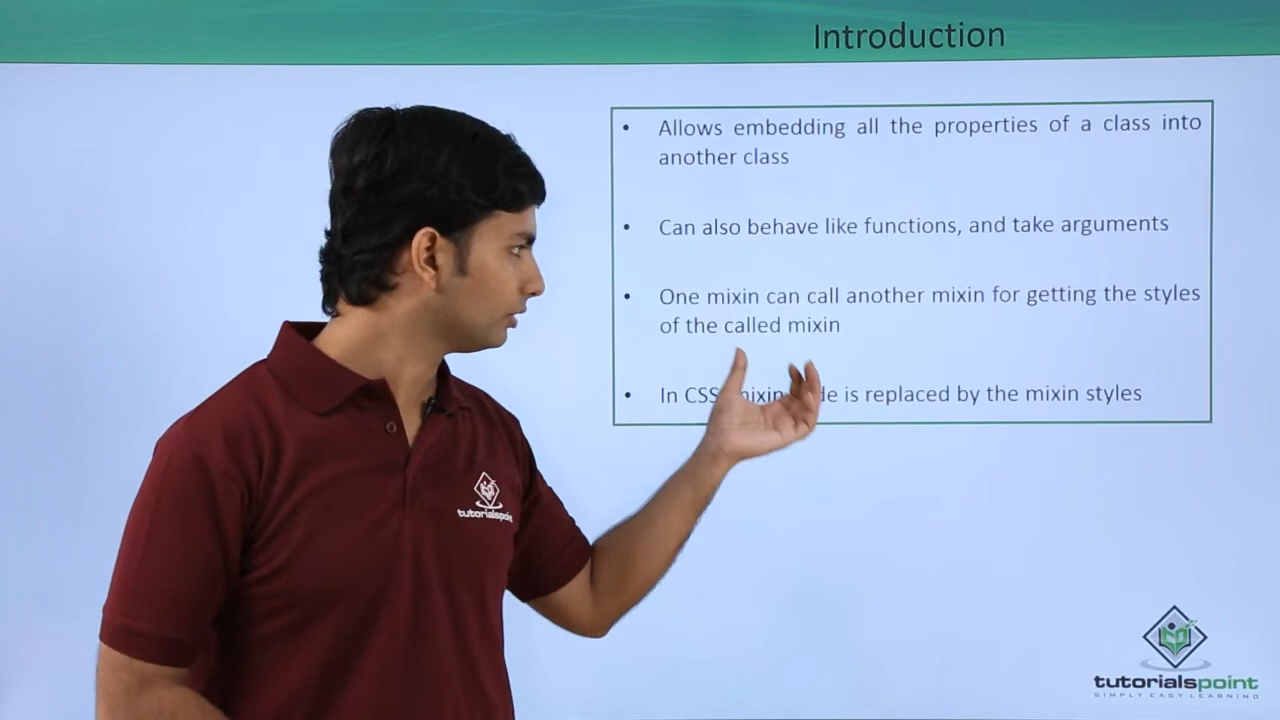 Introduction
• Allows embedding all the properties of a class into
another class
• Can also behave like functions, and take arguments
• One mixin can call another mixin for getting the styles
of the called mixin
• In CSS is replaced by the mixin styles
tutorialspoint
tutorialspoint
SIMPLY EASY LEARNING